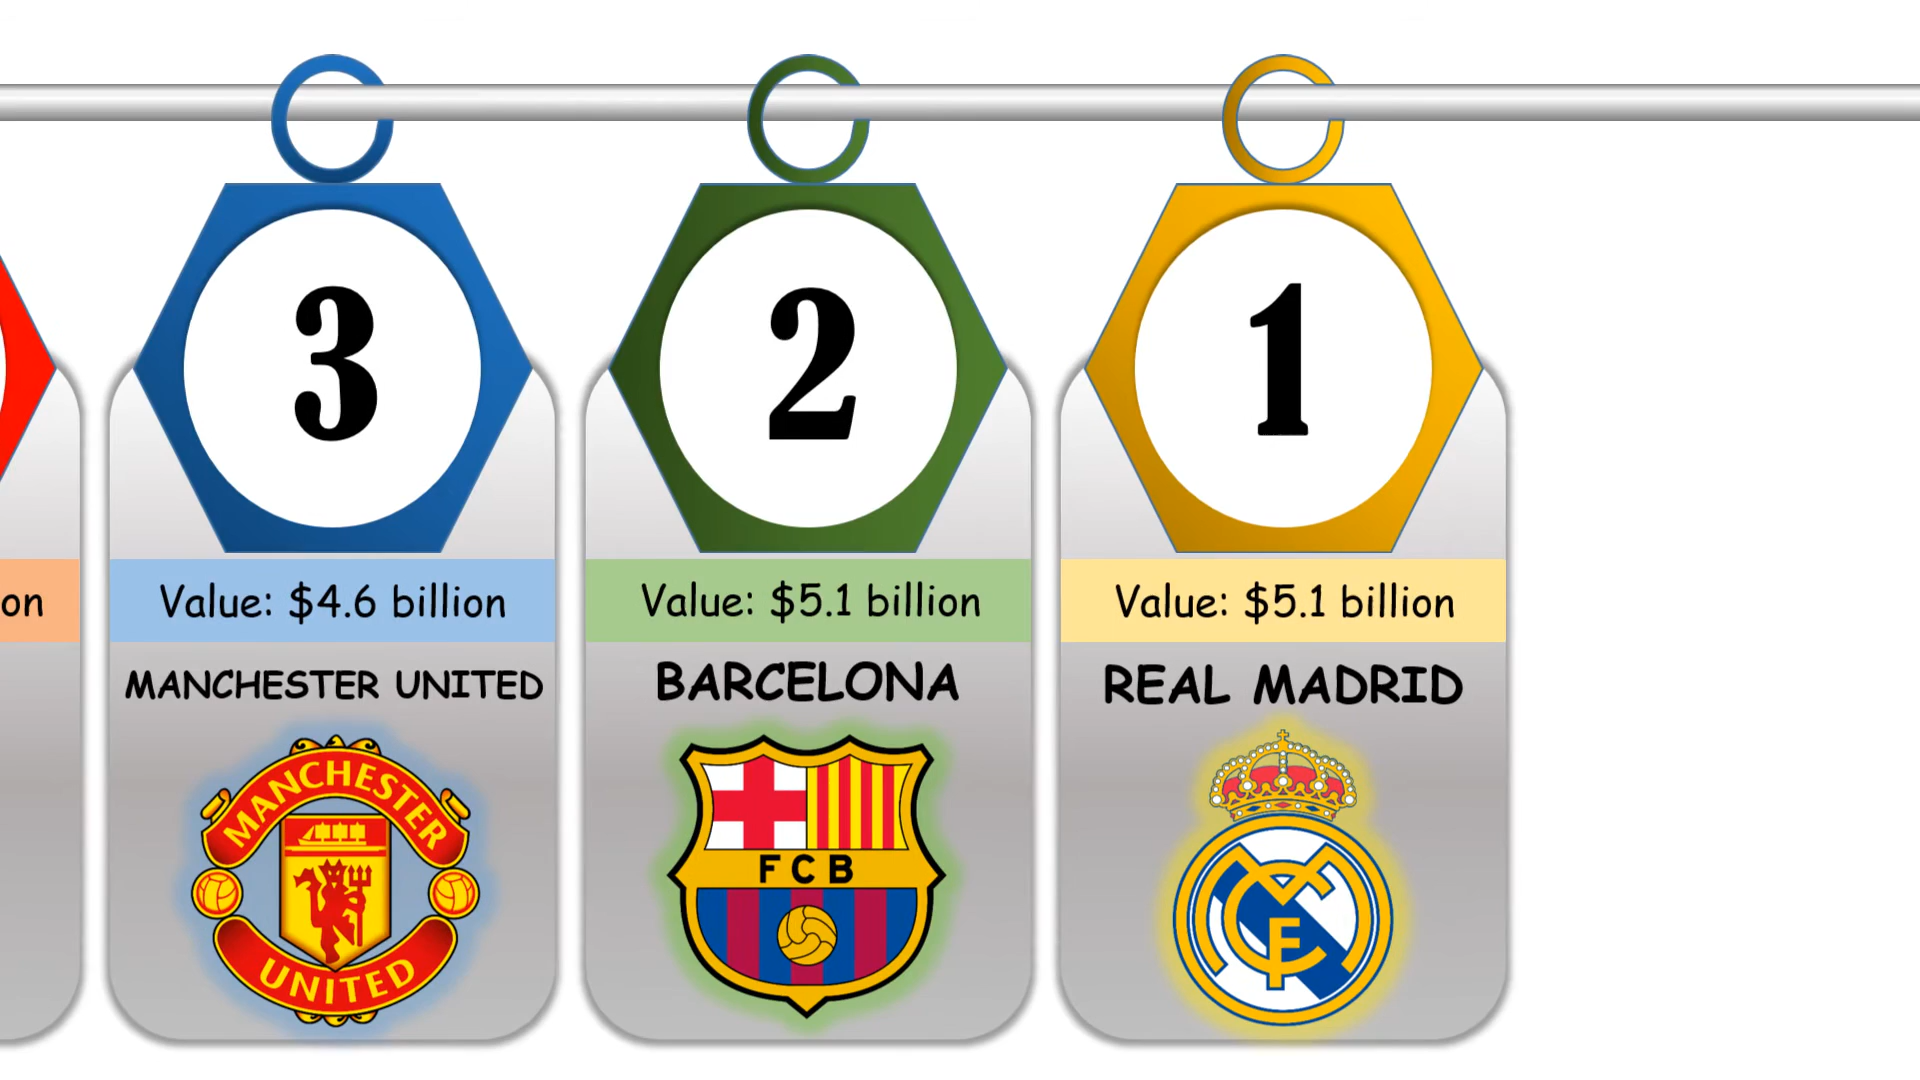 3
2
1
on
Value: $4.6 billion
Value: $5.1 billion
Value: $5.1 billion
MANCHESTER UNITED
BARCELONA
REAL MADRID
MANCHESTER
UNITED
FCB